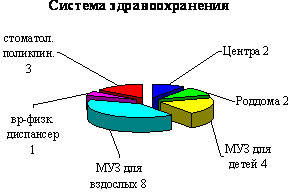 Система здравоохранения
стоматол.
поликлин.
3
Центра 2
Роддома 2
вр-физк.
диспансер
1
МУЗ для
детей 4
МУЗ для
вздослых 8